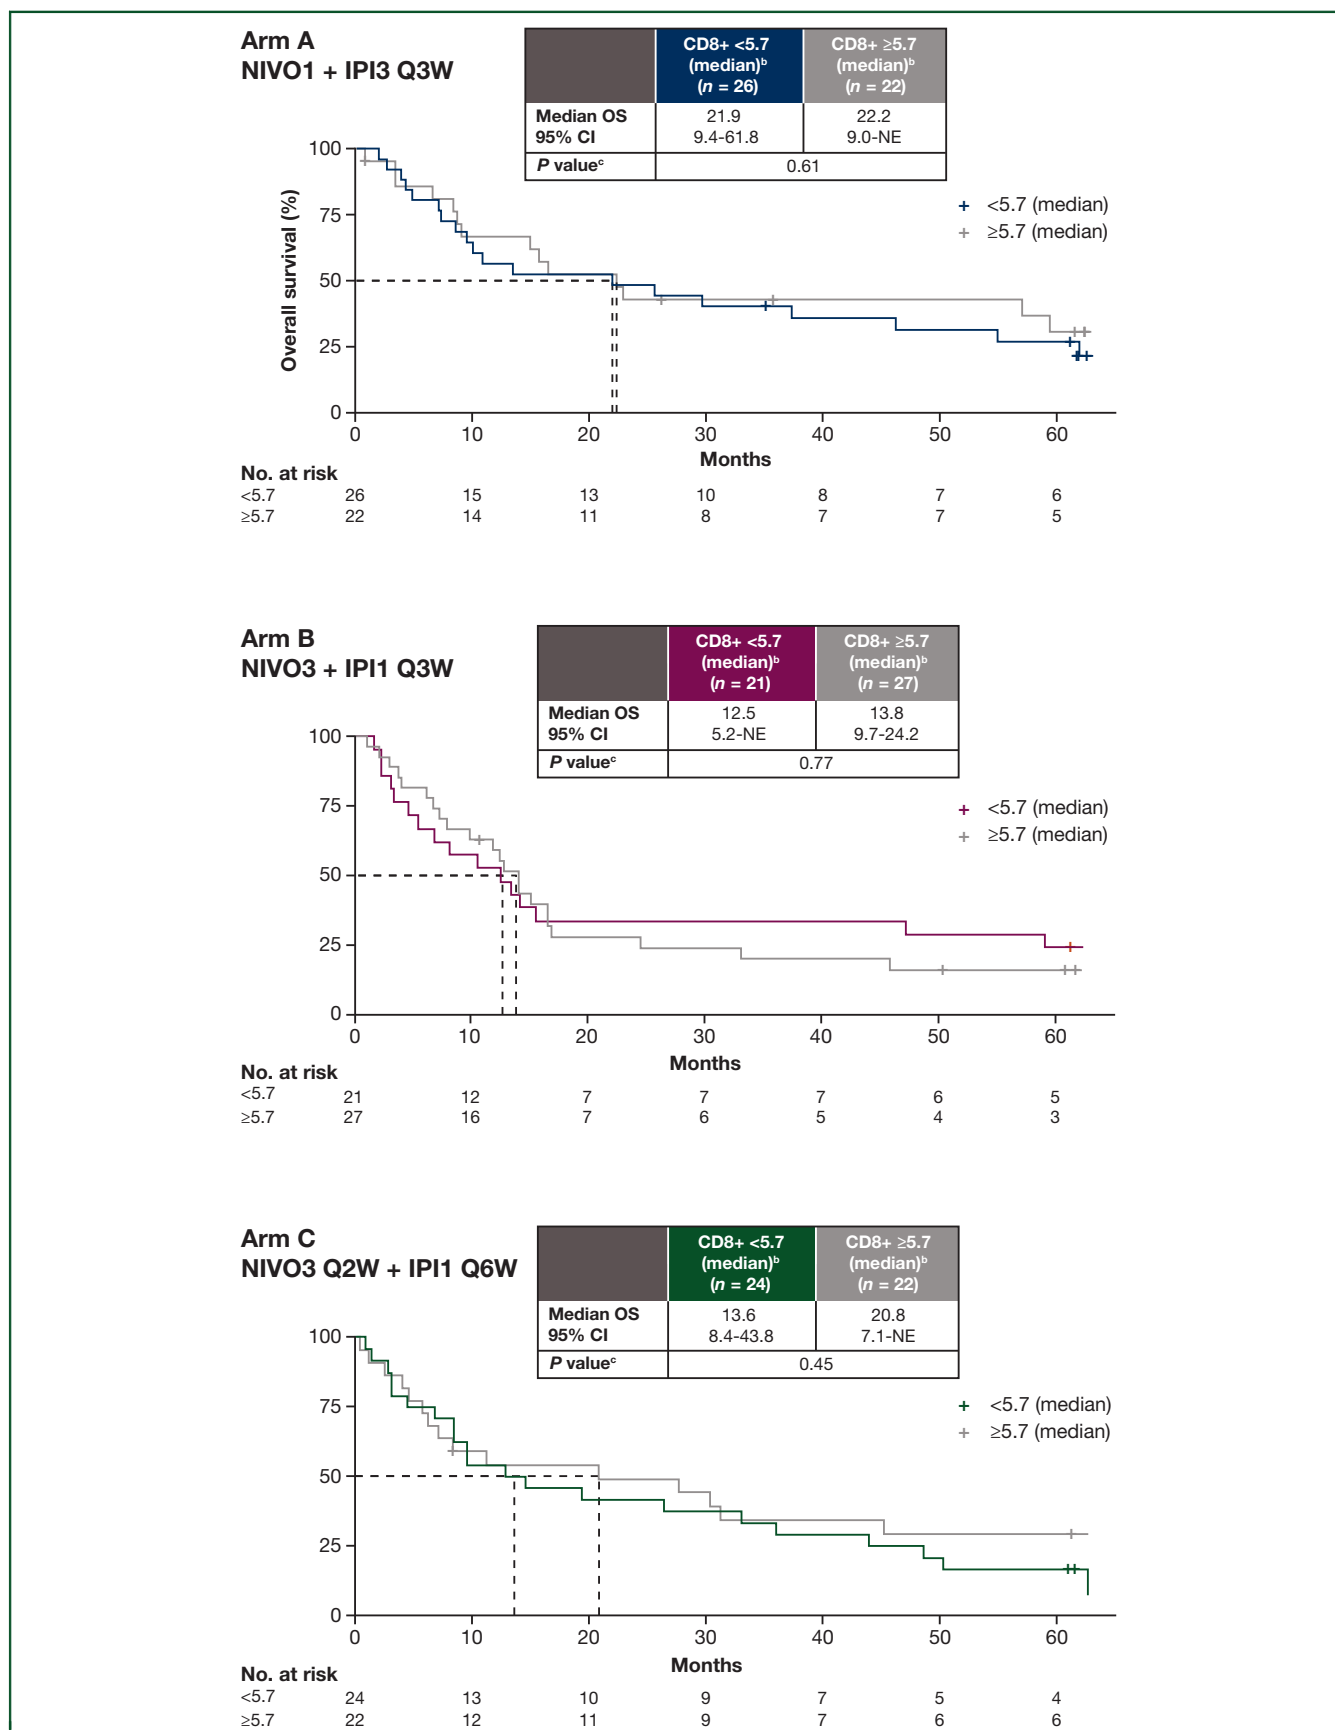 Arm A
NIVO1 + IPI3 Q3W
CD8+ <5.7 (median)ᵇ (n = 26)
CD8+ ≥5.7 (median)ᵇ (n = 22)
Median OS 21.9 22.2
95% CI 9.4-61.8 9.0-NE
P valueᶜ 0.61
<5.7 (median)
≥5.7 (median)
Overall survival (%)
100
75
50
25
0
0 10 20 30 40 50 60
Months
No. at risk
<5.7 26 15 13 10 8 7 6
≥5.7 22 14 11 8 7 7 5
Arm B
NIVO3 + IPI1 Q3W
CD8+ <5.7 (median)ᵇ (n = 21)
CD8+ ≥5.7 (median)ᵇ (n = 27)
Median OS 12.5 13.8
95% CI 5.2-NE 9.7-24.2
P valueᶜ 0.77
<5.7 (median)
≥5.7 (median)
100
75
50
25
0
0 10 20 30 40 50 60
Months
No. at risk
<5.7 21 12 7 7 7 6 5
≥5.7 27 16 7 6 5 4 3
Arm C
NIVO3 Q2W + IPI1 Q6W
CD8+ <5.7 (median)ᵇ (n = 24)
CD8+ ≥5.7 (median)ᵇ (n = 22)
Median OS 13.6 20.8
95% CI 8.4-43.8 7.1-NE
P valueᶜ 0.45
<5.7 (median)
≥5.7 (median)
100
75
50
25
0
0 10 20 30 40 50 60
Months
No. at risk
<5.7 24 13 10 9 7 5 4
≥5.7 22 12 11 9 7 6 6